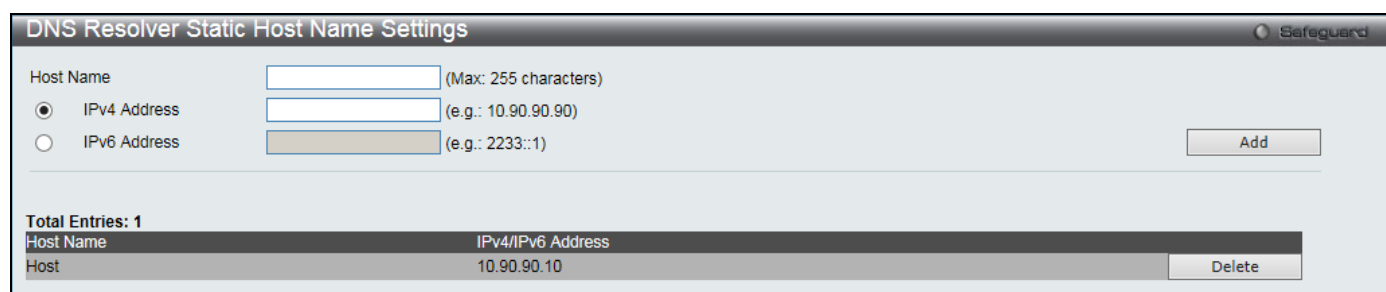 DNS Resolver Static Host Name Settings Safeguard
Host Name (Max: 255 characters)
IPv4 Address (e.g.: 10.90.90.90)
IPv6 Address (e.g.: 2233::1) Add
Total Entries: 1
Host Name IPv4/IPv6 Address
Host 10.90.90.10 Delete